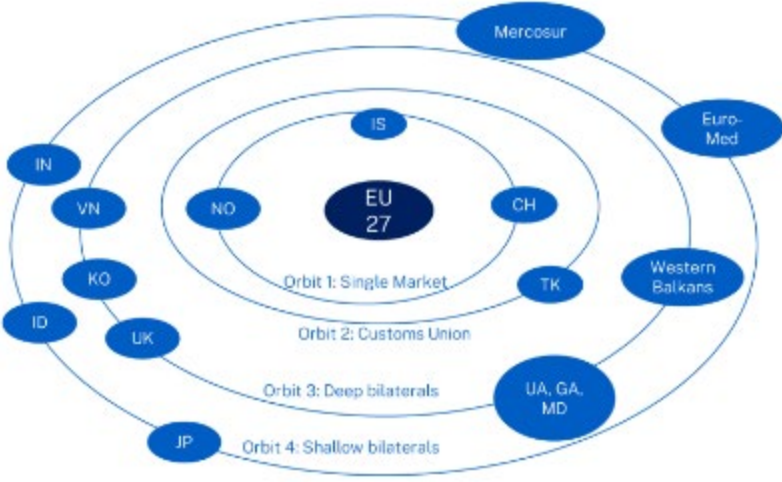 Mercosur
Euro-
Med
IS
IN
VN
NO
EU
27
CH
KO
Orbit 1: Single Market
TK
Western
Balkans
ID
UK
Orbit 2: Customs Union
Orbit 3: Deep bilaterals
UA, GA,
MD
JP
Orbit 4: Shallow bilaterals